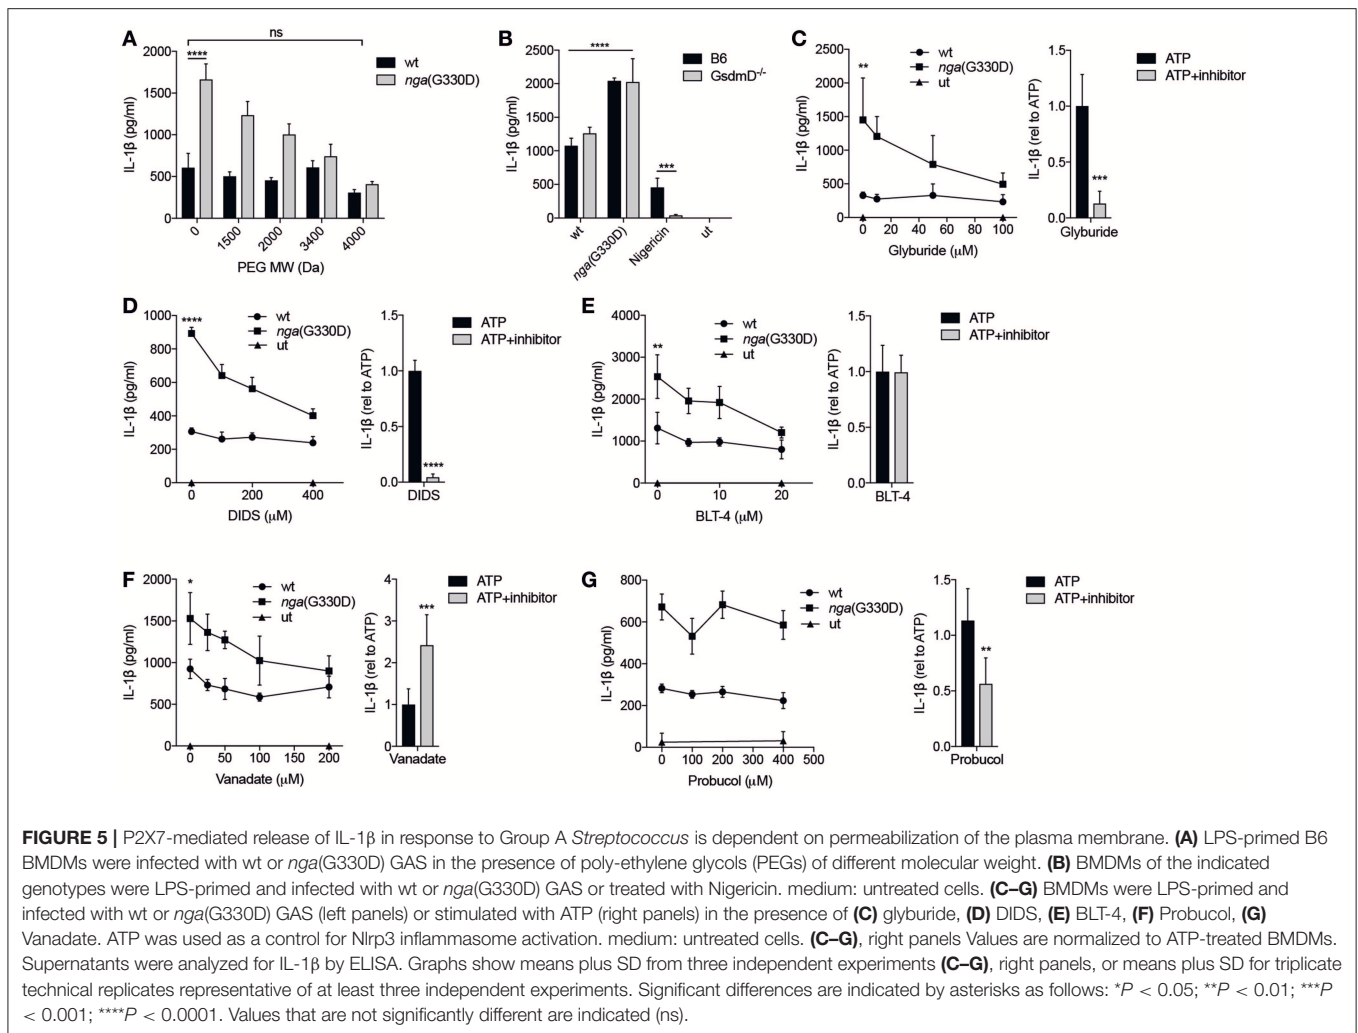 A
ns
****
wt
nga(G330D)
IL-1β (pg/ml)
2000
1500
1000
500
0
0
1500
2000
3400
4000
PEG MW (Da)
B
****
B6
GsdmD-/-
IL-1β (pg/ml)
2500
2000
1500
1000
500
0
***
wt
nga(G330D)
Nigericin
ut
C
wt
nga(G330D)
ut
**
IL-1β (pg/ml)
2500
2000
1500
1000
500
0
0 20 40 60 80 100
Glyburide (μM)
ATP
ATP+inhibitor
IL-1β (rel to ATP)
1.5
1.0
0.5
0.0
***
Glyburide
D
wt
nga(G330D)
ut
****
IL-1β (pg/ml)
1000
800
600
400
200
0
0 200 400
DIDS (μM)
ATP
ATP+inhibitor
IL-1β (rel to ATP)
1.5
1.0
0.5
0.0
****
DIDS
E
wt
nga(G330D)
ut
**
IL-1β (pg/ml)
4000
3000
2000
1000
0
0 10 20
BLT-4 (μM)
ATP
ATP+inhibitor
IL-1β (rel to ATP)
1.5
1.0
0.5
0.0
BLT-4
F
wt
nga(G330D)
ut
*
IL-1β (pg/ml)
2000
1500
1000
500
0
0 50 100 150 200
Vanadate (μM)
ATP
ATP+inhibitor
IL-1β (rel to ATP)
4
3
2
1
0
***
Vanadate
G
wt
nga(G330D)
ut
IL-1β (pg/ml)
800
600
400
200
0
0 100 200 300 400 500
Probucol (μM)
ATP
ATP+inhibitor
IL-1β (rel to ATP)
1.5
1.0
0.5
0.0
**
Probucol
FIGURE 5 | P2X7-mediated release of IL-1β in response to Group A Streptococcus is dependent on permeabilization of the plasma membrane. (A) LPS-primed B6
BMDMs were infected with wt or nga(G330D) GAS in the presence of poly-ethylene glycols (PEGs) of different molecular weight. (B) BMDMs of the indicated
genotypes were LPS-primed and infected with wt or nga(G330D) GAS or treated with Nigericin. medium: untreated cells. (C–G) BMDMs were LPS-primed and
infected with wt or nga(G330D) GAS (left panels) or stimulated with ATP (right panels) in the presence of (C) glyburide, (D) DIDS, (E) BLT-4, (F) Probucol, (G)
Vanadate. ATP was used as a control for Nlrp3 inflammasome activation. medium: untreated cells. (C–G), right panels Values are normalized to ATP-treated BMDMs.
Supernatants were analyzed for IL-1β by ELISA. Graphs show means plus SD from three independent experiments (C–G), right panels, or means plus SD for triplicate
technical replicates representative of at least three independent experiments. Significant differences are indicated by asterisks as follows: *P < 0.05; **P < 0.01; ***P
< 0.001; ****P < 0.0001. Values that are not significantly different are indicated (ns).